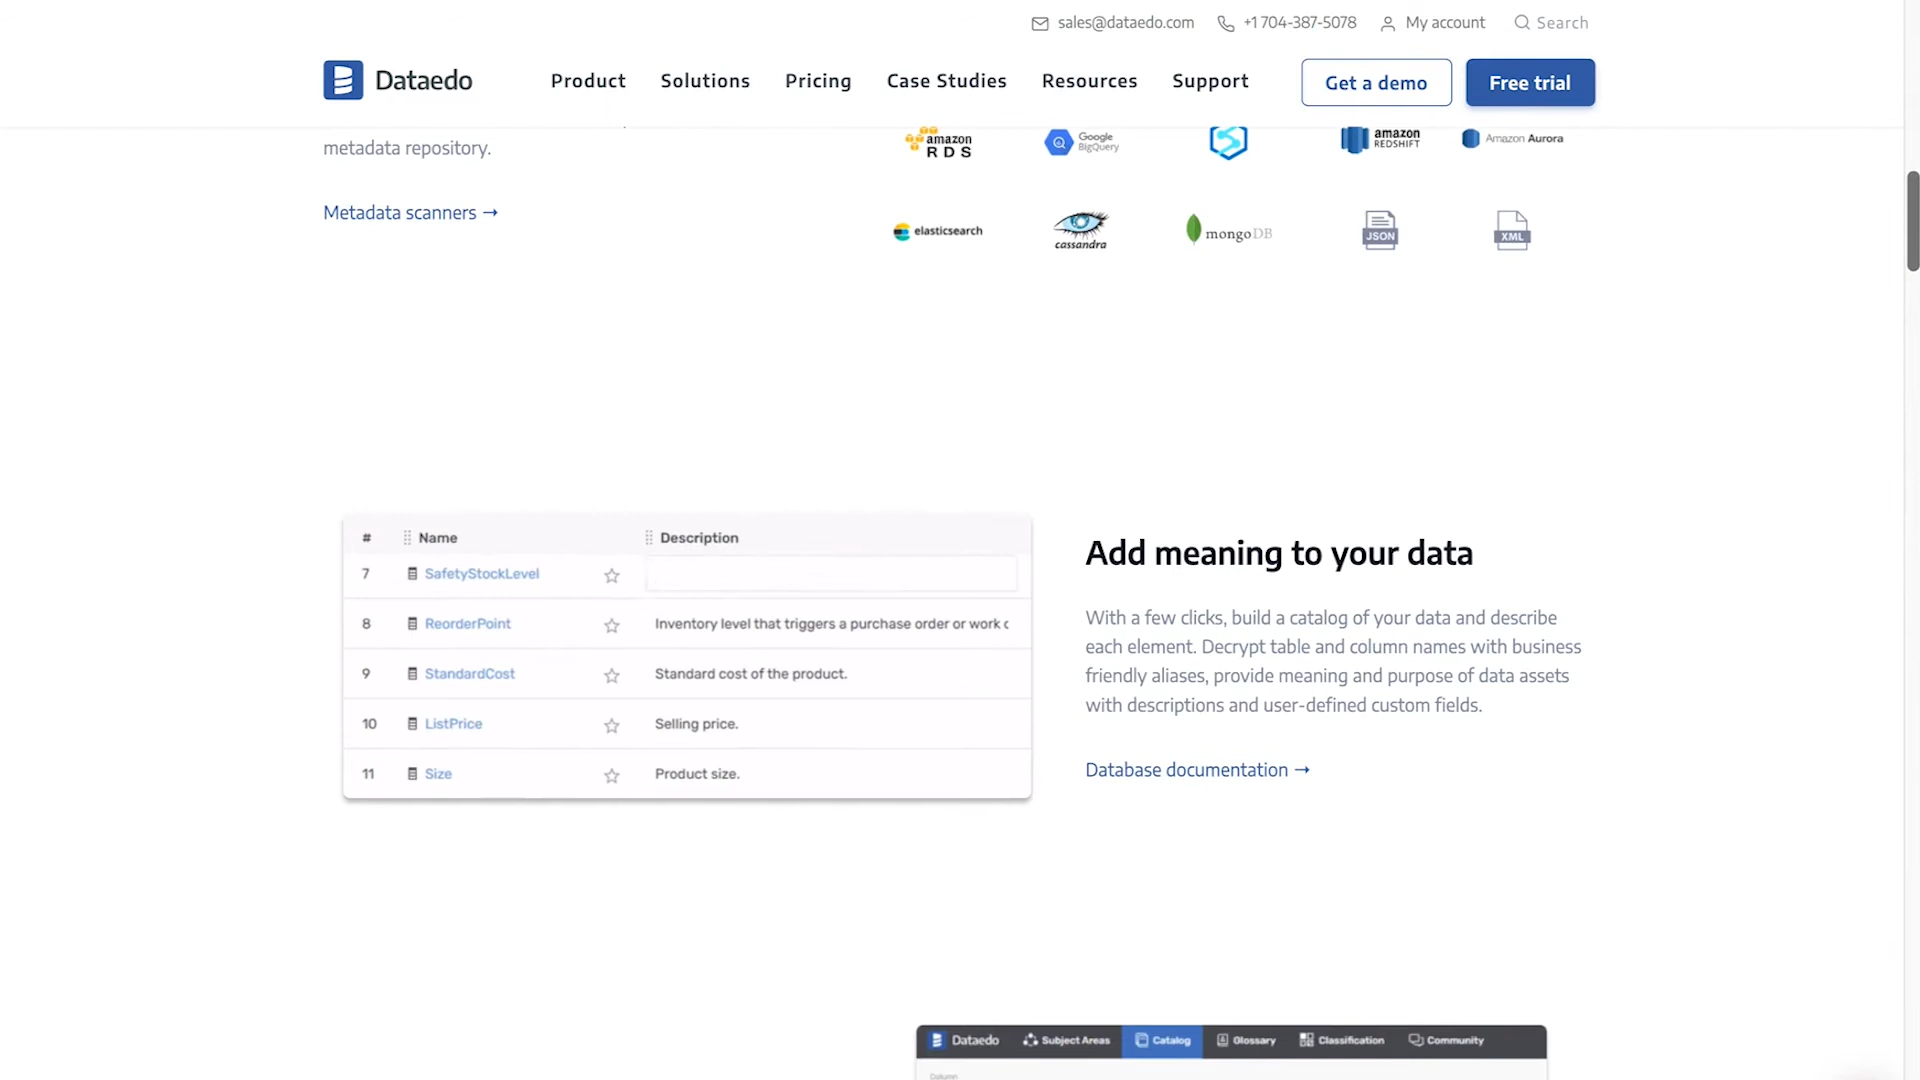 sales@dataedo.com +1 704-387-5078 My account Search
Dataedo Product Solutions Pricing Case Studies Resources Support Get a demo Free trial
metadata repository.
amazon RDS
Google BigQuery
amazon REDSHIFT
Amazon Aurora
Metadata scanners →
elasticsearch
cassandra
mongoDB
JSON
XML
# Name Description
7 SafetyStockLevel
8 ReorderPoint Inventory level that triggers a purchase order or work
9 StandardCost Standard cost of the product.
10 ListPrice Selling price.
11 Size Product size.
Add meaning to your data
With a few clicks, build a catalog of your data and describe
each element. Decrypt table and column names with business
friendly aliases, provide meaning and purpose of data assets
with descriptions and user-defined custom fields.
Database documentation →
Dataedo Subject Areas Catalog Glossary Classification Community
Column